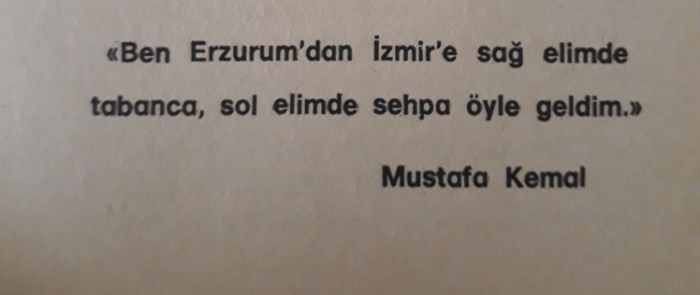 «Ben Erzurum'dan İzmir'e sağ elimde
tabanca, sol elimde sehpa öyle geldim.»
Mustafa Kemal